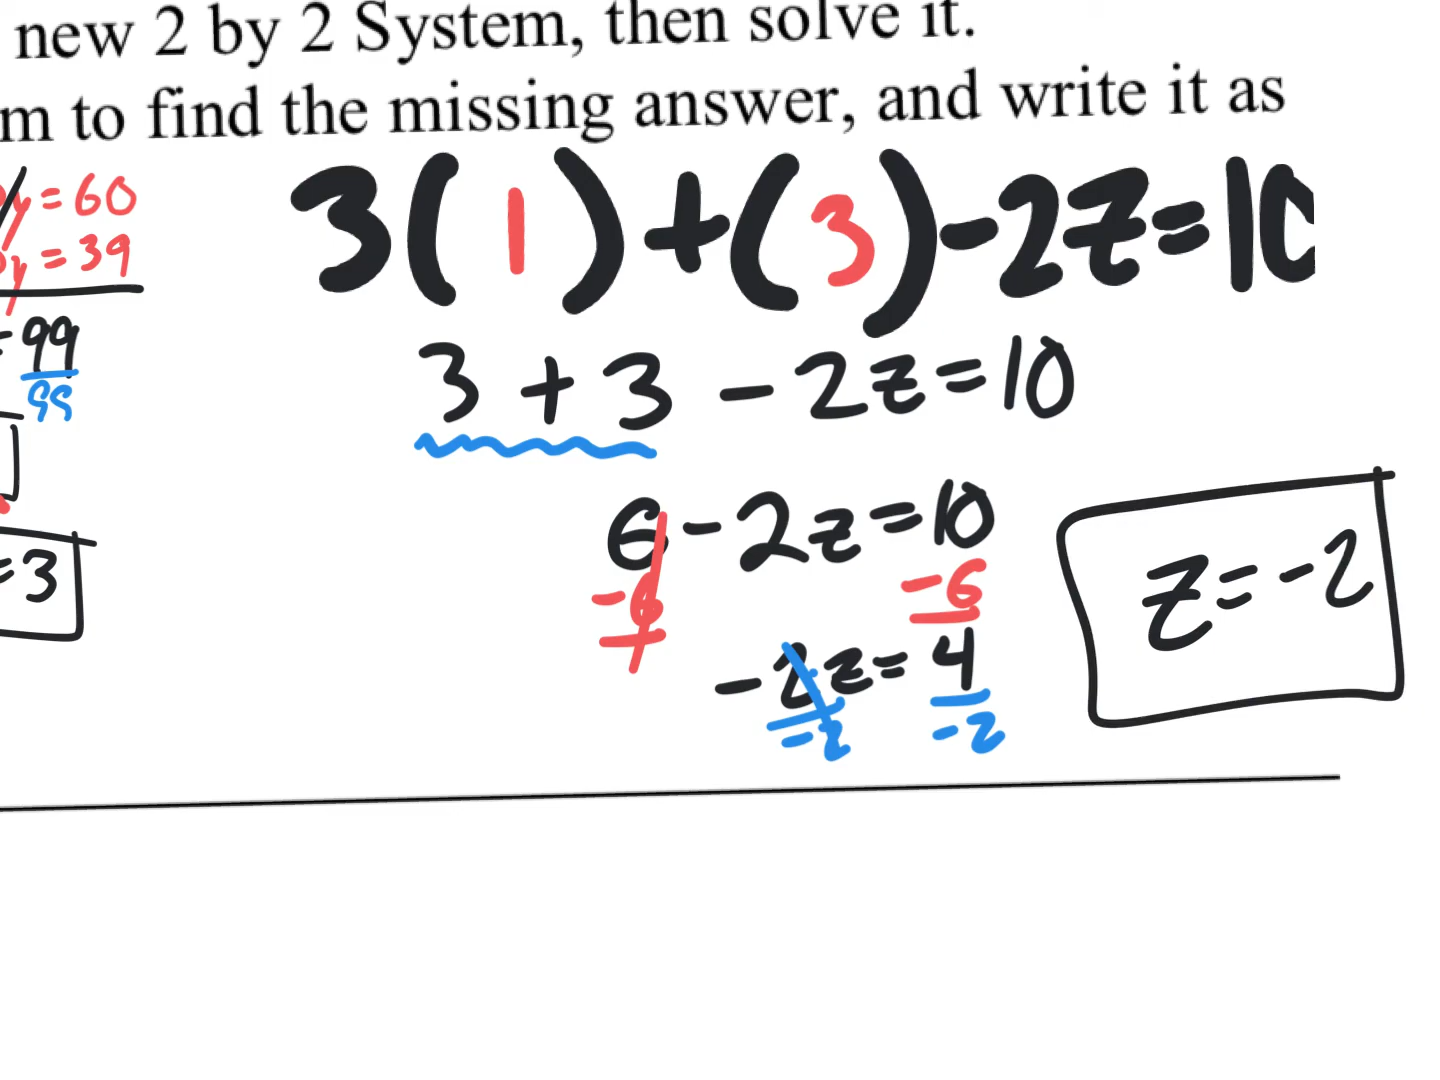 new 2 by 2 System, then solve it.
m to find the missing answer, and write it as
y = 60
y = 39
= 99
99
= 3
3(1)+(3)-2z=10
3 + 3 - 2z = 10
6 - 2z = 10
-6 -6
-2z = 4
-2 -2
z = -2